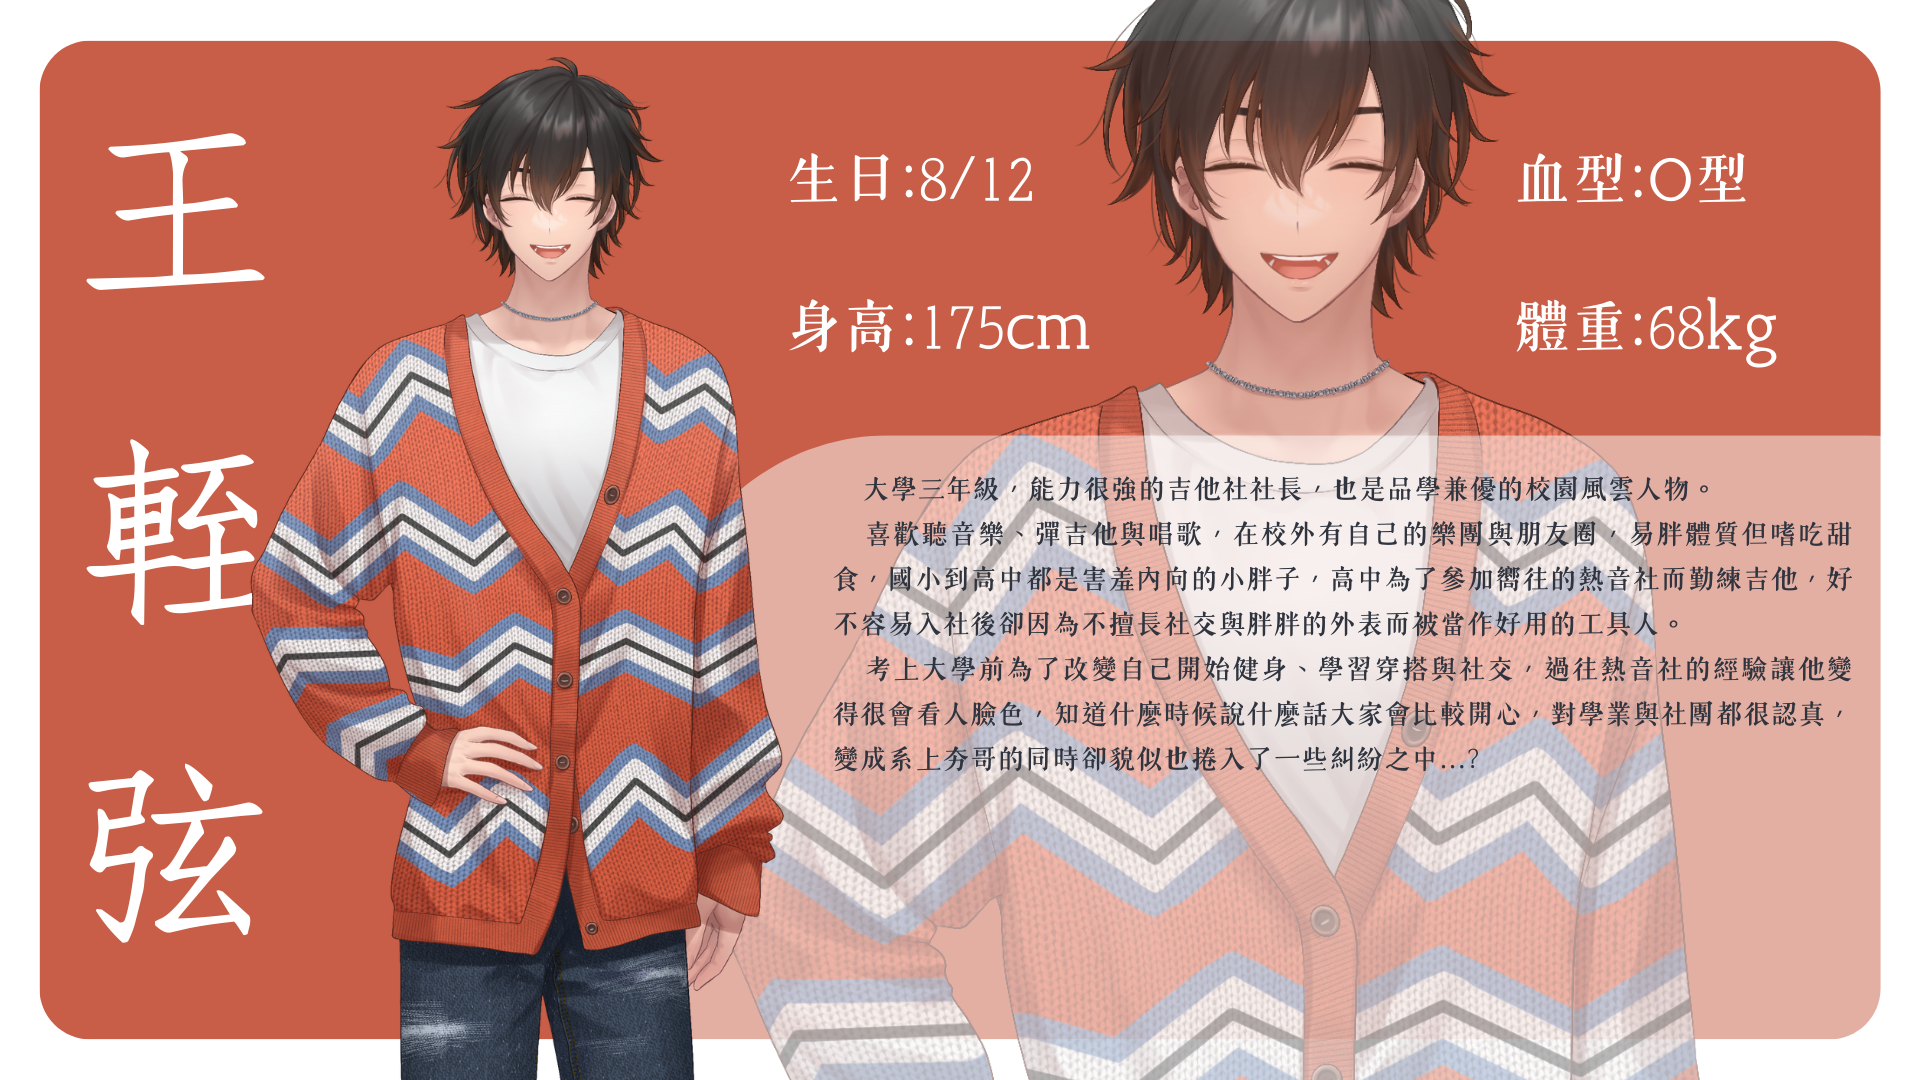 王輊弦
生日:8/12
血型:O型
身高:175cm
體重:68kg
大學三年級，能力很強的吉他社社長，也是品學兼優的校園風雲人物。
喜歡聽音樂、彈吉他與唱歌，在校外有自己的樂團與朋友圈，易胖體質但嗜吃甜
食，國小到高中都是害羞內向的小胖子，高中為了參加嚮往的熱音社而勤練吉他，好
不容易入社後卻因為不擅長社交與胖胖的外表而被當作好用的工具人。
考上大學前為了改變自己開始健身、學習穿搭與社交，過往熱音社的經驗讓他變
得很會看人臉色，知道什麼時候說什麼話大家會比較開心，對學業與社團都很認真，
變成系上夯哥的同時卻貌似也捲入了一些糾紛之中...?